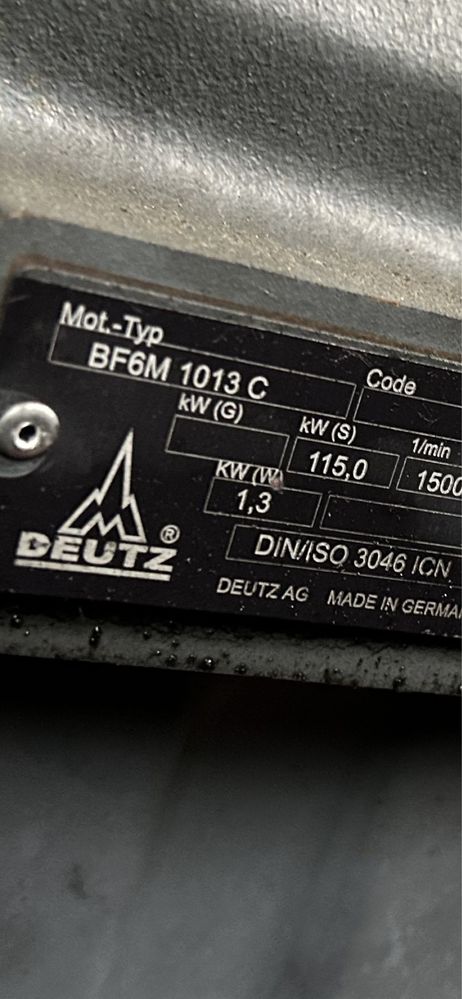 Mot.-Typ
BF6M 1013 C
Code
kW (G)
kW (S)
1/min
115,0
1500
KW (W)
1,3
DIN/ISO 3046 ICN
DEUTZ ®
DEUTZ AG MADE IN GERMA